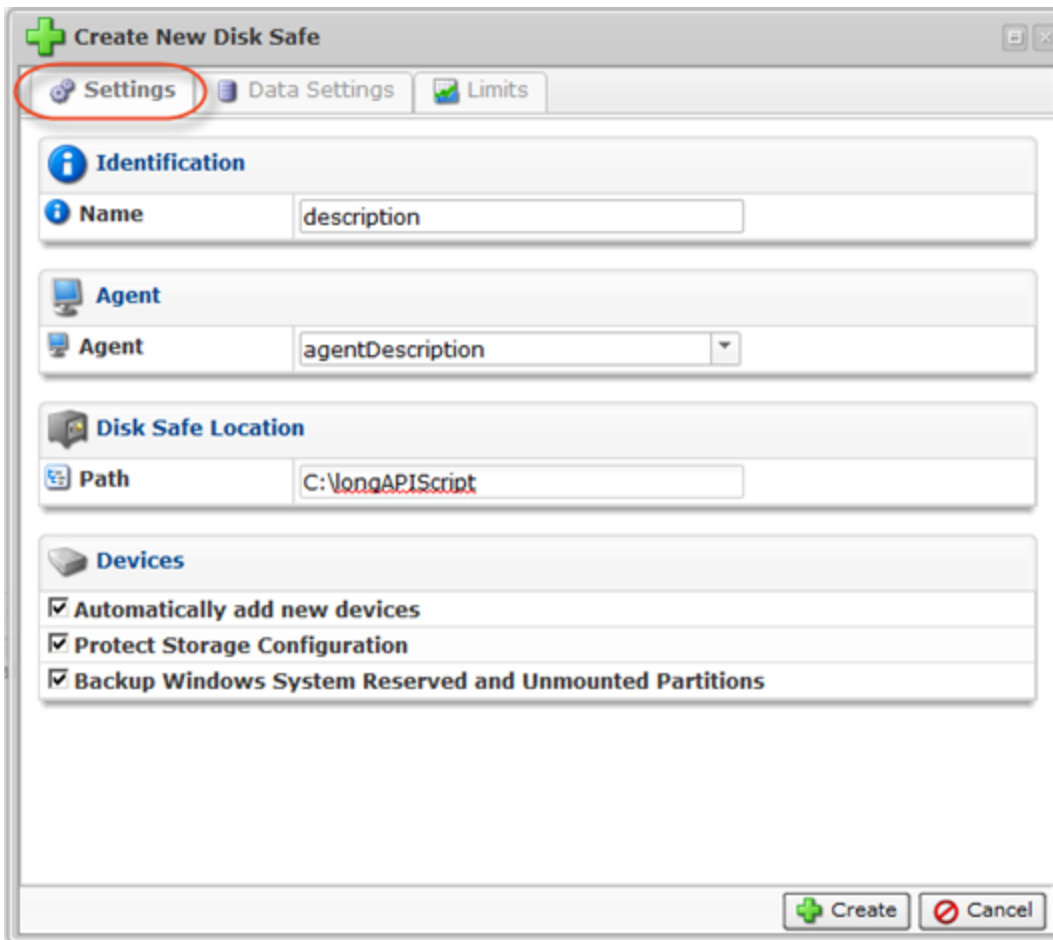 Create New Disk Safe
Settings Data Settings Limits
Identification
Name description
Agent
Agent agentDescription
Disk Safe Location
Path C:\longAPIScript
Devices
Automatically add new devices
Protect Storage Configuration
Backup Windows System Reserved and Unmounted Partitions
Create Cancel